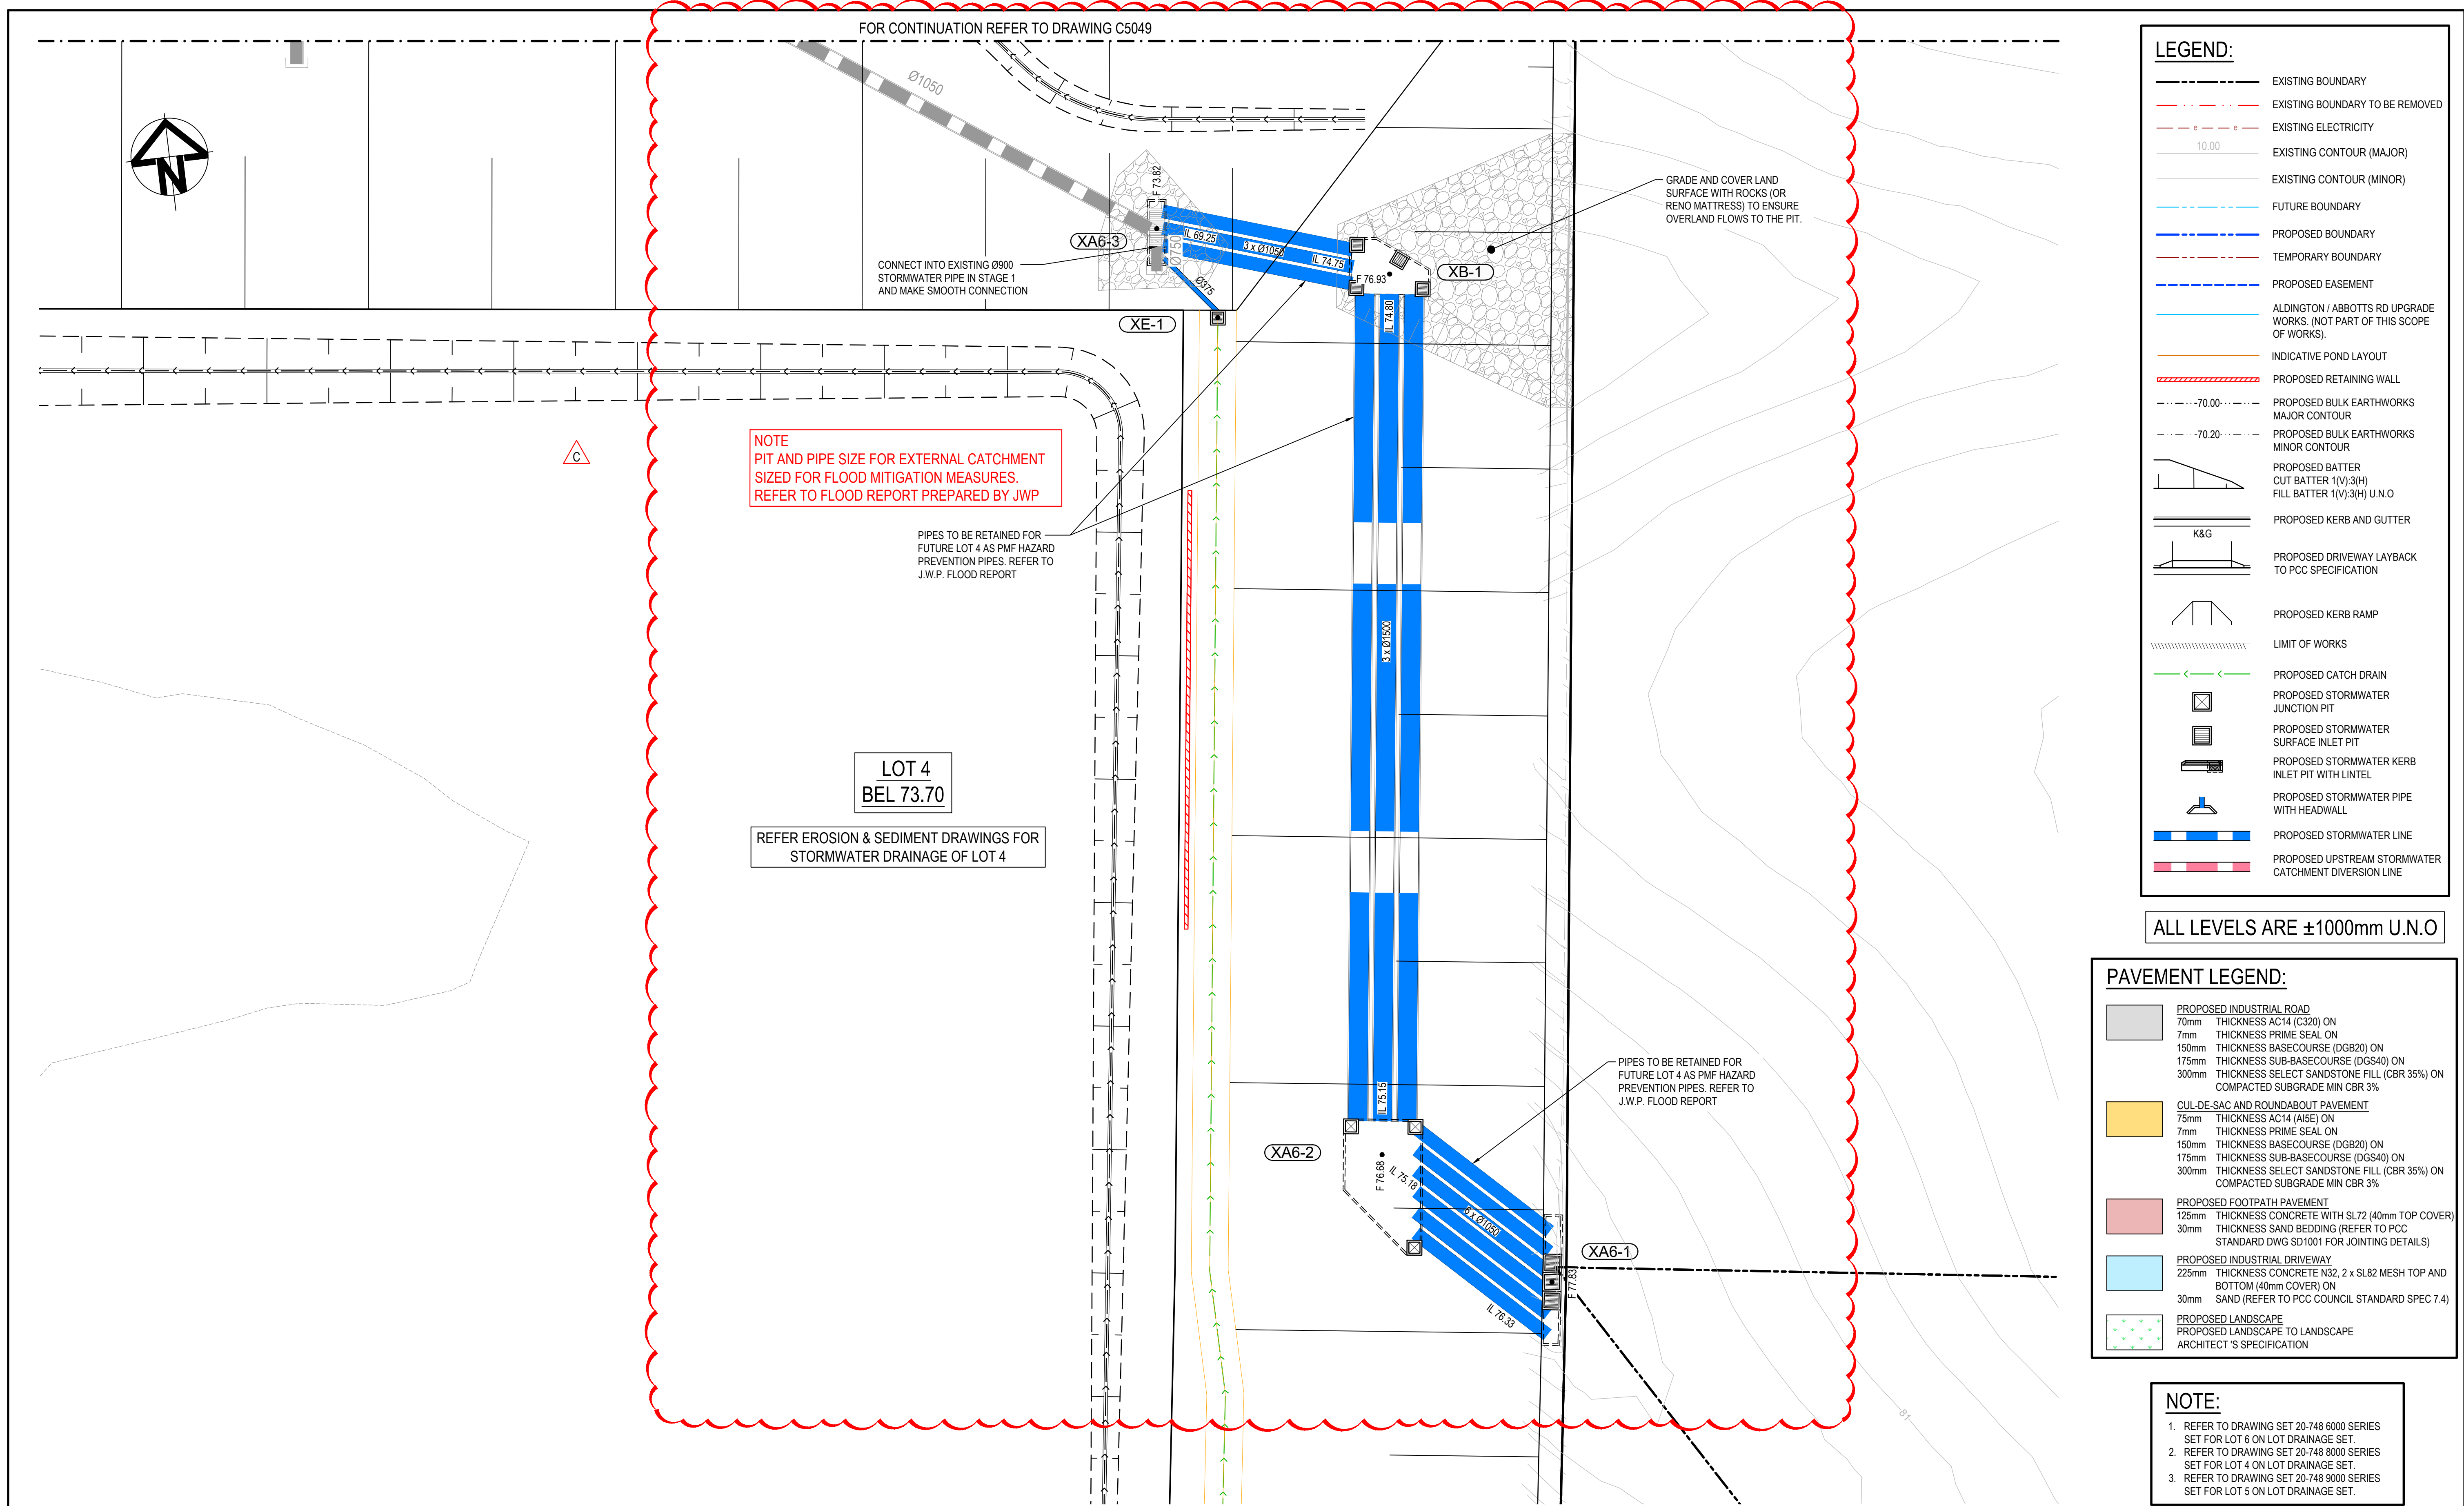 FOR CONTINUATION REFER TO DRAWING C5049
Ø1050
N
F 73.82
XA6-3
Ø750
IL 69.25
3 x Ø1050
IL 74.75
F 76.93
XB-1
GRADE AND COVER LAND
SURFACE WITH ROCKS (OR
RENO MATTRESS) TO ENSURE
OVERLAND FLOWS TO THE PIT.
CONNECT INTO EXISTING Ø900
STORMWATER PIPE IN STAGE 1
AND MAKE SMOOTH CONNECTION
Ø375
XE-1
IL 74.80
C
NOTE
PIT AND PIPE SIZE FOR EXTERNAL CATCHMENT
SIZED FOR FLOOD MITIGATION MEASURES.
REFER TO FLOOD REPORT PREPARED BY JWP
PIPES TO BE RETAINED FOR
FUTURE LOT 4 AS PMF HAZARD
PREVENTION PIPES. REFER TO
J.W.P. FLOOD REPORT
3 x Ø1500
LOT 4
BEL 73.70
REFER EROSION & SEDIMENT DRAWINGS FOR
STORMWATER DRAINAGE OF LOT 4
PIPES TO BE RETAINED FOR
FUTURE LOT 4 AS PMF HAZARD
PREVENTION PIPES. REFER TO
J.W.P. FLOOD REPORT
IL 75.15
XA6-2
F 76.68
IL 75.18
6 x Ø1050
XA6-1
F 77.83
IL 76.33
81
LEGEND:
EXISTING BOUNDARY
EXISTING BOUNDARY TO BE REMOVED
e e
EXISTING ELECTRICITY
10.00
EXISTING CONTOUR (MAJOR)
EXISTING CONTOUR (MINOR)
FUTURE BOUNDARY
PROPOSED BOUNDARY
TEMPORARY BOUNDARY
PROPOSED EASEMENT
ALDINGTON / ABBOTTS RD UPGRADE
WORKS. (NOT PART OF THIS SCOPE
OF WORKS).
INDICATIVE POND LAYOUT
PROPOSED RETAINING WALL
70.00
PROPOSED BULK EARTHWORKS
MAJOR CONTOUR
70.20
PROPOSED BULK EARTHWORKS
MINOR CONTOUR
PROPOSED BATTER
CUT BATTER 1(V):3(H)
FILL BATTER 1(V):3(H) U.N.O
PROPOSED KERB AND GUTTER
K&G
PROPOSED DRIVEWAY LAYBACK
TO PCC SPECIFICATION
PROPOSED KERB RAMP
LIMIT OF WORKS
PROPOSED CATCH DRAIN
PROPOSED STORMWATER
JUNCTION PIT
PROPOSED STORMWATER
SURFACE INLET PIT
PROPOSED STORMWATER KERB
INLET PIT WITH LINTEL
PROPOSED STORMWATER PIPE
WITH HEADWALL
PROPOSED STORMWATER LINE
PROPOSED UPSTREAM STORMWATER
CATCHMENT DIVERSION LINE
ALL LEVELS ARE ±1000mm U.N.O
PAVEMENT LEGEND:
PROPOSED INDUSTRIAL ROAD
70mm THICKNESS AC14 (C320) ON
7mm THICKNESS PRIME SEAL ON
150mm THICKNESS BASECOURSE (DGB20) ON
175mm THICKNESS SUB-BASECOURSE (DGS40) ON
300mm THICKNESS SELECT SANDSTONE FILL (CBR 35%) ON
COMPACTED SUBGRADE MIN CBR 3%
CUL-DE-SAC AND ROUNDABOUT PAVEMENT
75mm THICKNESS AC14 (AI5E) ON
7mm THICKNESS PRIME SEAL ON
150mm THICKNESS BASECOURSE (DGB20) ON
175mm THICKNESS SUB-BASECOURSE (DGS40) ON
300mm THICKNESS SELECT SANDSTONE FILL (CBR 35%) ON
COMPACTED SUBGRADE MIN CBR 3%
PROPOSED FOOTPATH PAVEMENT
125mm THICKNESS CONCRETE WITH SL72 (40mm TOP COVER)
30mm THICKNESS SAND BEDDING (REFER TO PCC
STANDARD DWG SD1001 FOR JOINTING DETAILS)
PROPOSED INDUSTRIAL DRIVEWAY
225mm THICKNESS CONCRETE N32, 2 x SL82 MESH TOP AND
BOTTOM (40mm COVER) ON
30mm SAND (REFER TO PCC COUNCIL STANDARD SPEC 7.4)
PROPOSED LANDSCAPE
PROPOSED LANDSCAPE TO LANDSCAPE
ARCHITECT 'S SPECIFICATION
NOTE:
1. REFER TO DRAWING SET 20-748 6000 SERIES
SET FOR LOT 6 ON LOT DRAINAGE SET.
2. REFER TO DRAWING SET 20-748 8000 SERIES
SET FOR LOT 4 ON LOT DRAINAGE SET.
3. REFER TO DRAWING SET 20-748 9000 SERIES
SET FOR LOT 5 ON LOT DRAINAGE SET.